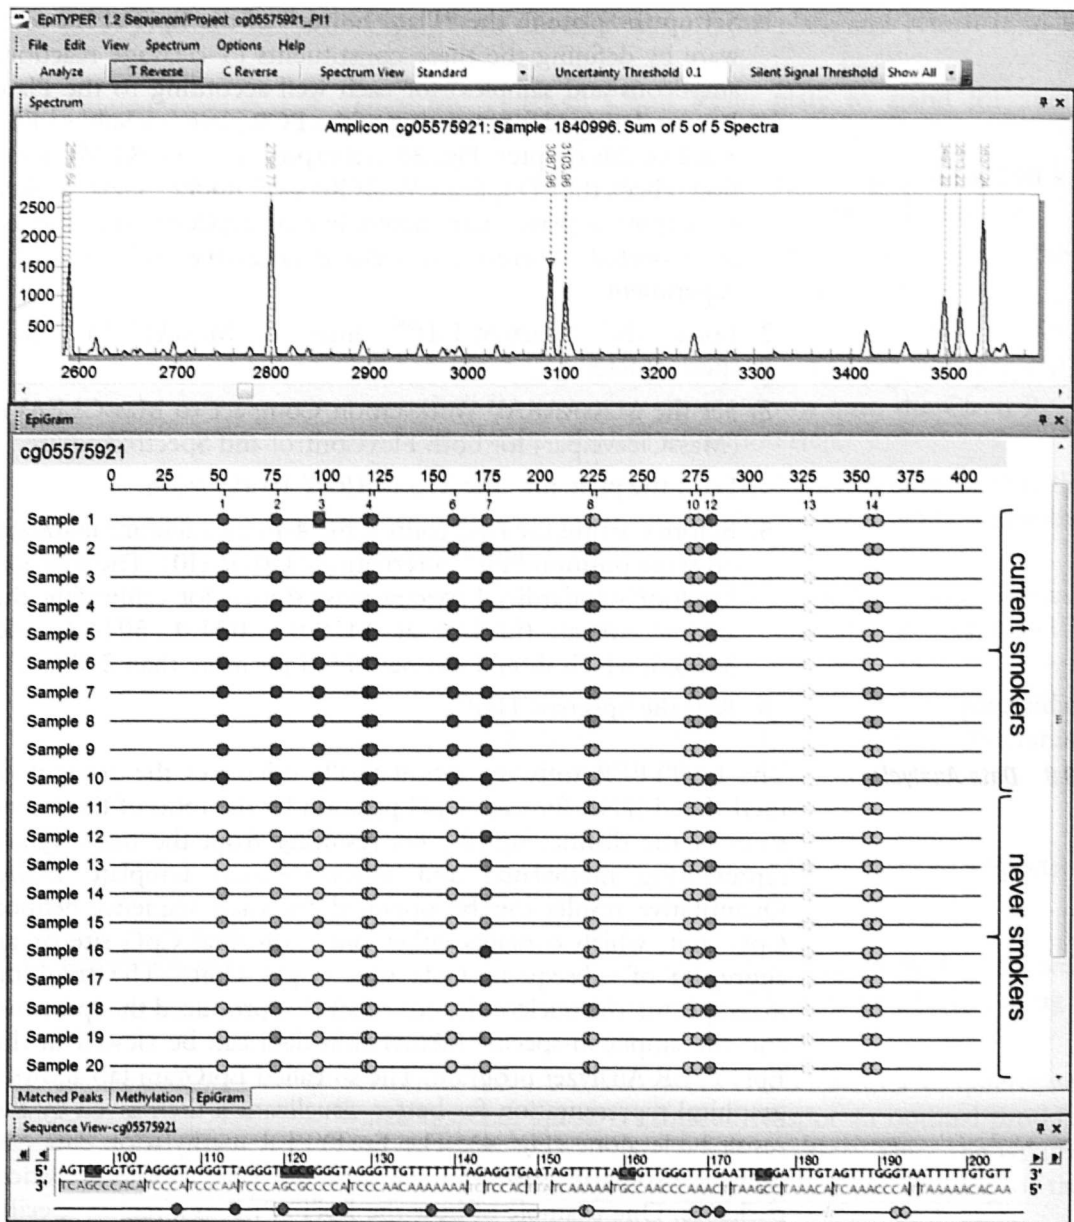 EpiTYPER 1.2 Sequenom/Project cg05575921_PI1
File Edit View Spectrum Options Help
Analyze T Reverse C Reverse Spectrum View Standard Uncertainty Threshold 0.1 Silent Signal Threshold Show All
Spectrum
Amplicon cg05575921: Sample 1840996. Sum of 5 of 5 Spectra
3087.96 3103.96
2500
2000
1500
1000
500
2600 2700 2800 2900 3000 3100 3200 3300 3400 3500
EpiGram
cg05575921
0 25 50 75 100 125 150 175 200 225 250 275 300 325 350 375 400
1 2 3 4 6 7 8 10 12 13 14
Sample 1
Sample 2
Sample 3
Sample 4
Sample 5
Sample 6
Sample 7
Sample 8
Sample 9
Sample 10
current smokers
Sample 11
Sample 12
Sample 13
Sample 14
Sample 15
Sample 16
Sample 17
Sample 18
Sample 19
Sample 20
never smokers
Matched Peaks Methylation EpiGram
Sequence View-cg05575921
100 110 120 130 140 150 160 170 180 190 200
5' 3'
3' 5'